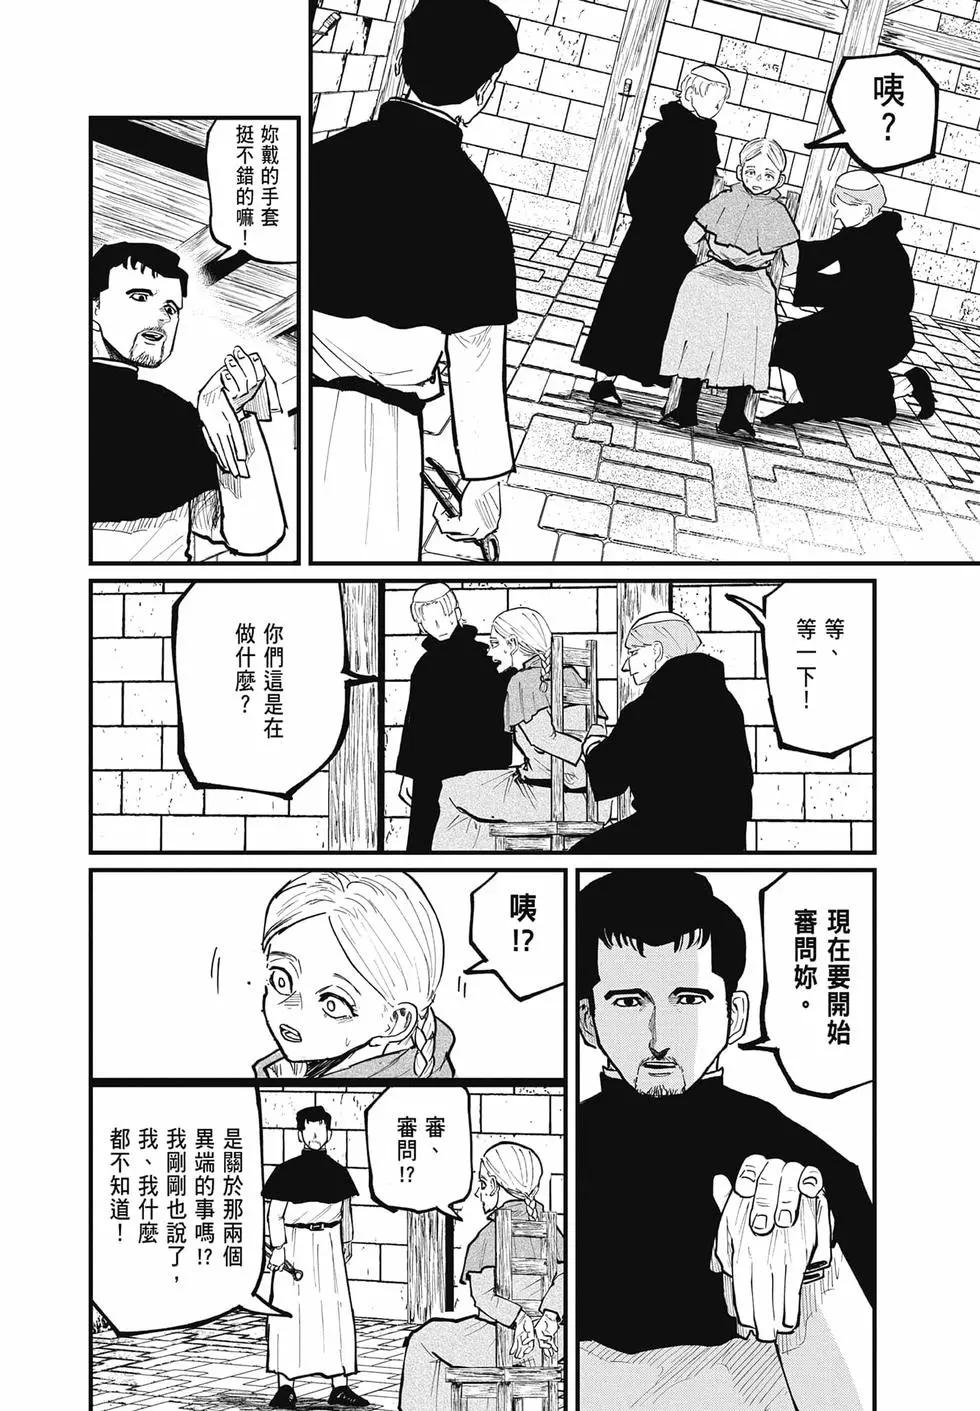 咦？
妳戴的手套
挺不錯的嘛！
等、
等一下！
你們這是在
做什麼？
現在要開始
審問妳。
咦!?
審、
審問!?
是關於那兩個
異端的事嗎!?
我剛剛也說了，
我、我什麼
都不知道！